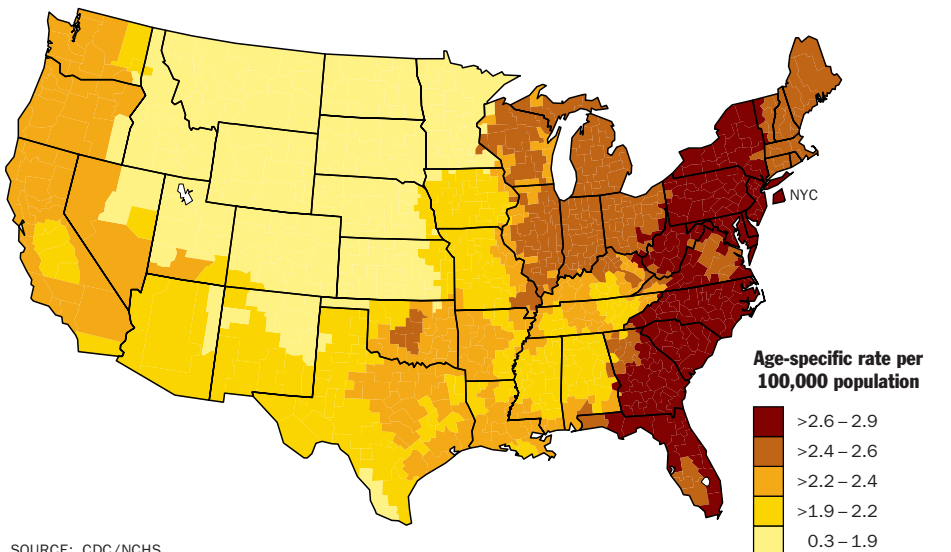 NYC
Age-specific rate per
100,000 population
>2.6 – 2.9
>2.4 – 2.6
>2.2 – 2.4
>1.9 – 2.2
0.3 – 1.9
SOURCE: CDC/NCHS